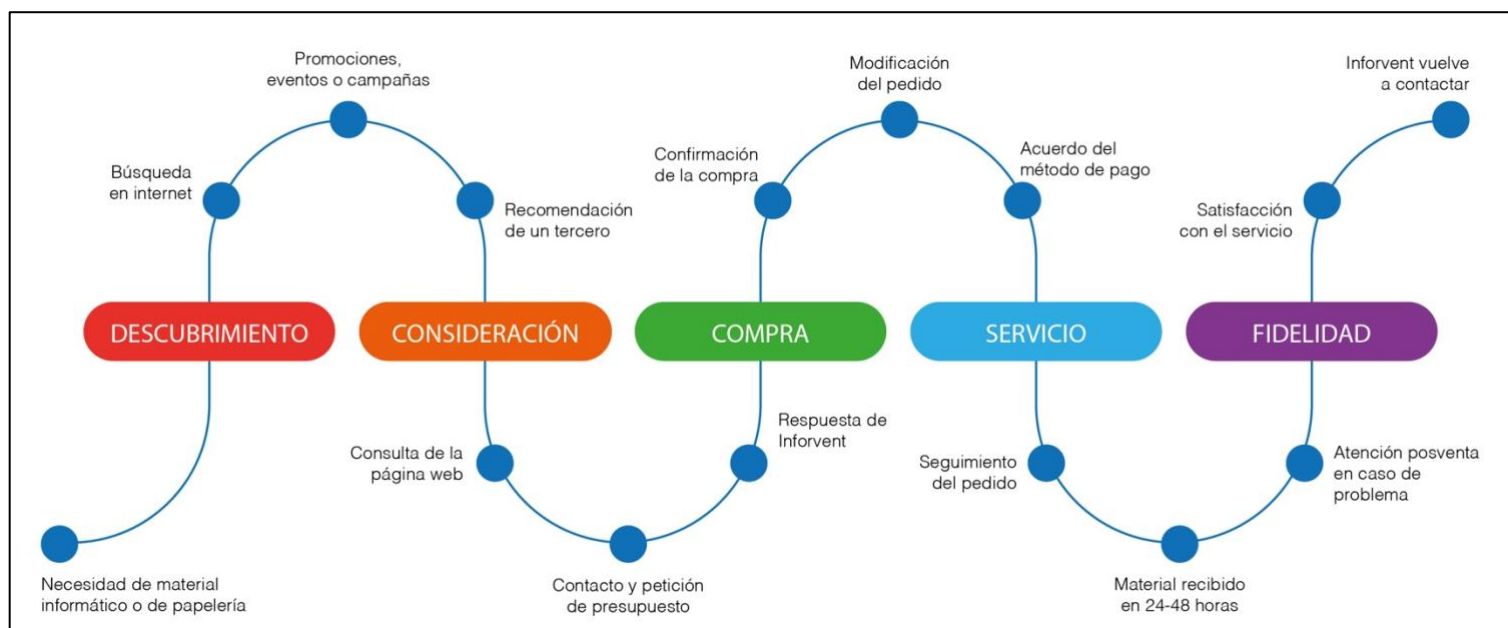 Necesidad de material
informático o de papelería
DESCUBRIMIENTO
Búsqueda
en internet
Promociones,
eventos o campañas
Recomendación
de un tercero
CONSIDERACIÓN
Consulta de la
página web
Contacto y petición
de presupuesto
Respuesta de
Inforvent
COMPRA
Confirmación
de la compra
Modificación
del pedido
Acuerdo del
método de pago
SERVICIO
Seguimiento
del pedido
Material recibido
en 24-48 horas
Atención posventa
en caso de
problema
FIDELIDAD
Satisfacción
con el servicio
Inforvent vuelve
a contactar